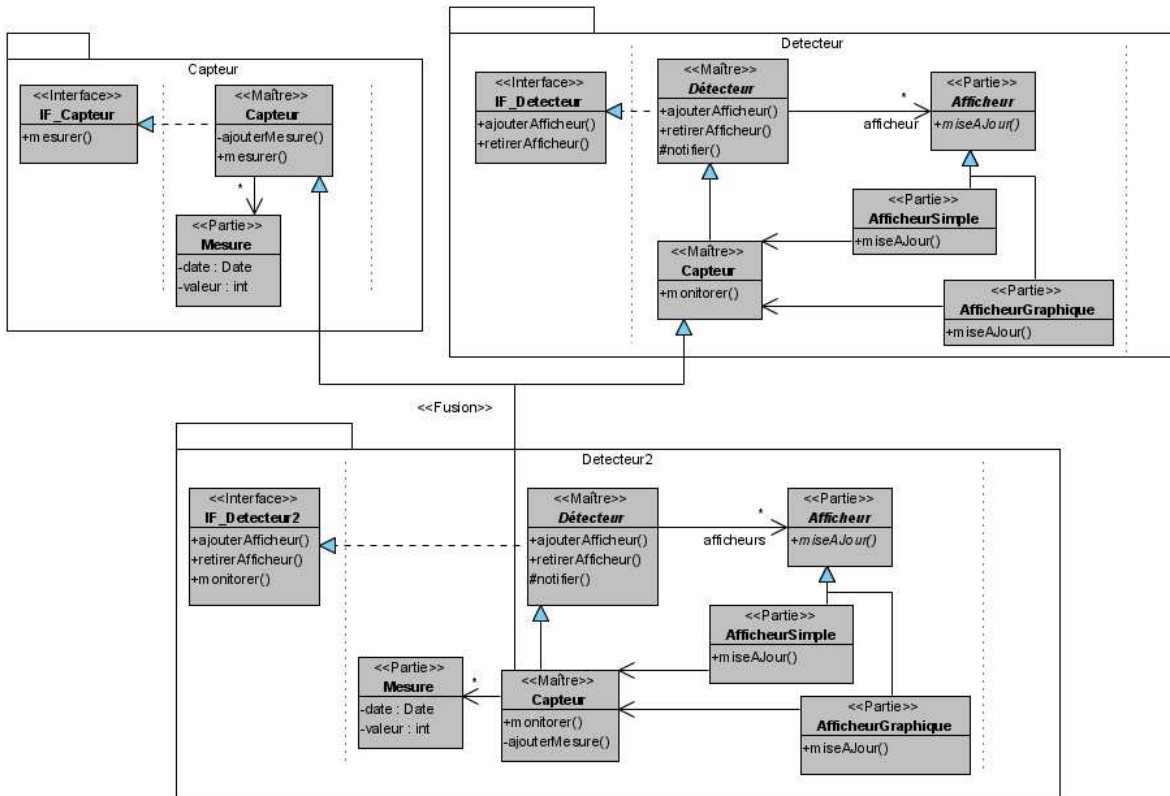 Capteur
<<Interface>>
IF_Capteur
+mesurer()
<<Maître>>
Capteur
-ajouterMesure()
+mesurer()
*
<<Partie>>
Mesure
-date : Date
-valeur : int
Detecteur
<<Interface>>
IF_Detecteur
+ajouterAfficheur()
+retirerAfficheur()
<<Maître>>
Détecteur
+ajouterAfficheur()
+retirerAfficheur()
#notifier()
*
afficheur
<<Partie>>
Afficheur
+miseAJour()
<<Partie>>
AfficheurSimple
+miseAJour()
<<Maître>>
Capteur
+monitorer()
<<Partie>>
AfficheurGraphique
+miseAJour()
<<Fusion>>
Detecteur2
<<Interface>>
IF_Detecteur2
+ajouterAfficheur()
+retirerAfficheur()
+monitorer()
<<Maître>>
Détecteur
+ajouterAfficheur()
+retirerAfficheur()
#notifier()
*
afficheurs
<<Partie>>
Afficheur
+miseAJour()
<<Partie>>
AfficheurSimple
+miseAJour()
<<Partie>>
Mesure
-date : Date
-valeur : int
*
<<Maître>>
Capteur
+monitorer()
-ajouterMesure()
<<Partie>>
AfficheurGraphique
+miseAJour()